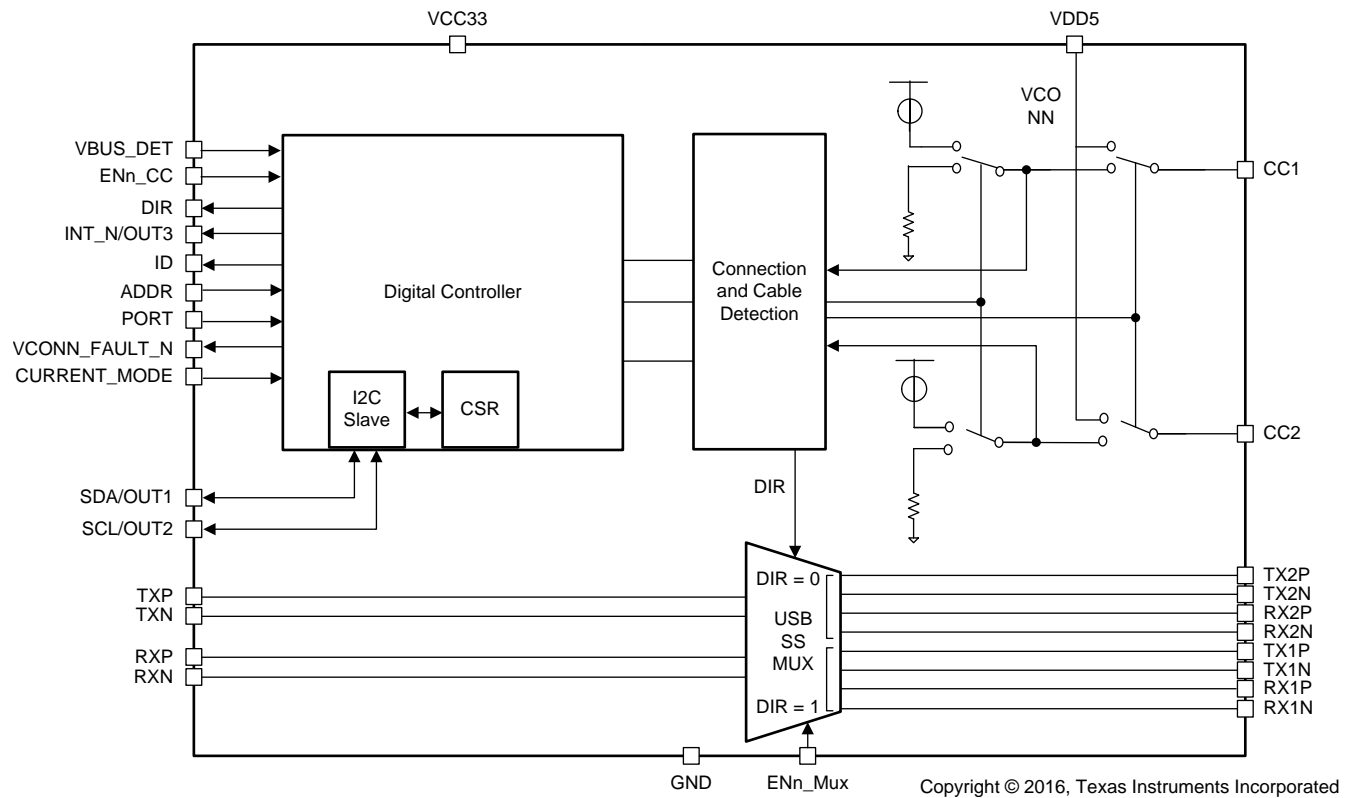 VCC33
VDD5
VCO
NN
VBUS_DET
ENn_CC
DIR
INT_N/OUT3
ID
ADDR
PORT
VCONN_FAULT_N
CURRENT_MODE
Digital Controller
I2C
Slave
CSR
Connection
and Cable
Detection
CC1
CC2
SDA/OUT1
SCL/OUT2
DIR
TXP
TXN
RXP
RXN
DIR = 0
USB
SS
MUX
DIR = 1
TX2P
TX2N
RX2P
RX2N
TX1P
TX1N
RX1P
RX1N
GND
ENn_Mux
Copyright © 2016, Texas Instruments Incorporated